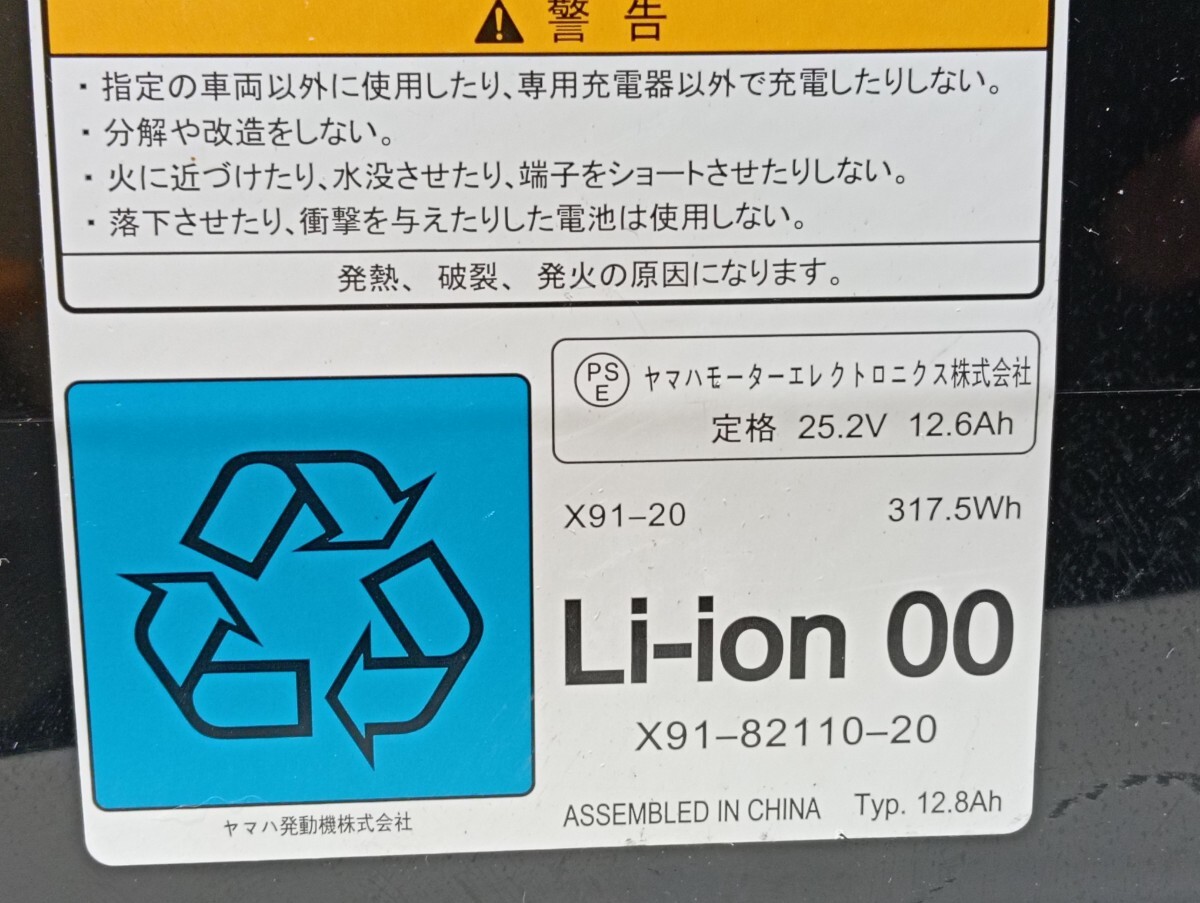 警告
・指定の車両以外に使用したり、専用充電器以外で充電したりしない。
・分解や改造をしない。
・火に近づけたり、水没させたり、端子をショートさせたりしない。
・落下させたり、衝撃を与えたりした電池は使用しない。
発熱、破裂、発火の原因になります。
PS
E
ヤマハモーターエレクトロニクス株式会社
定格 25.2V 12.6Ah
X91-20 317.5Wh
Li-ion 00
X91-82110-20
ASSEMBLED IN CHINA Typ. 12.8Ah
ヤマハ発動機株式会社